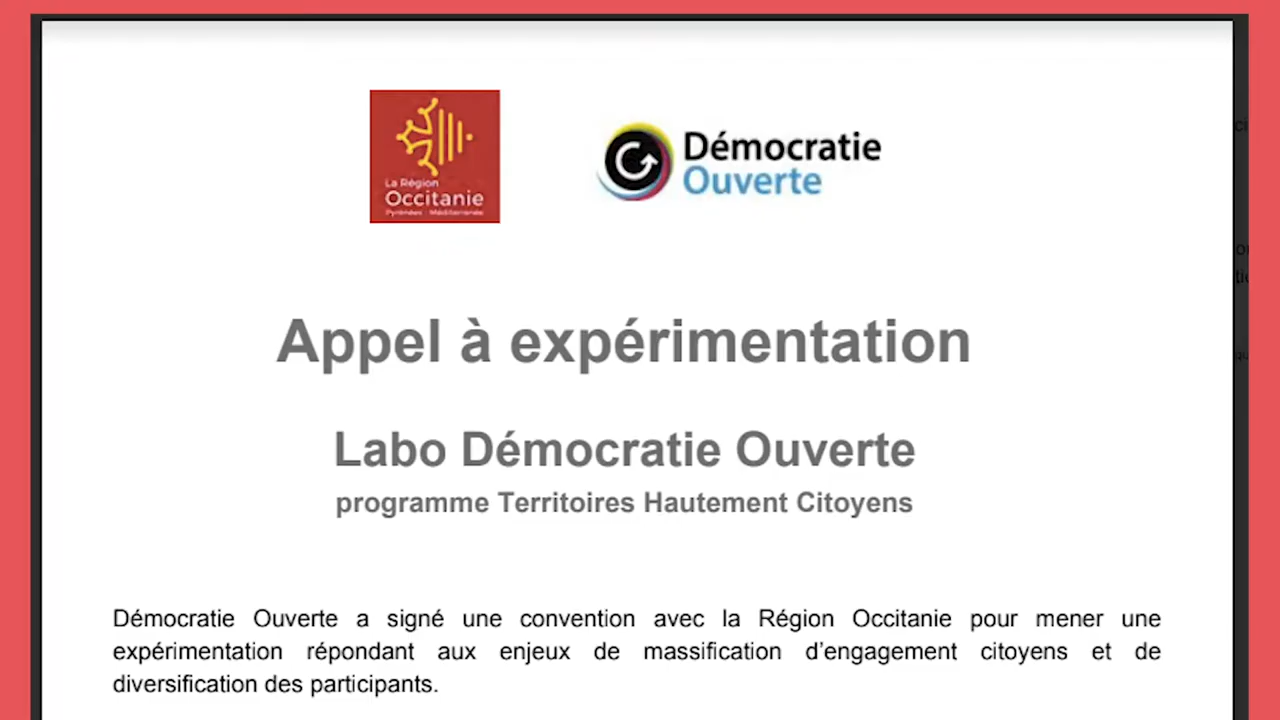 La Région
Occitanie
Pyrénées - Méditerranée
Démocratie
Ouverte
Appel à expérimentation
Labo Démocratie Ouverte
programme Territoires Hautement Citoyens
Démocratie Ouverte a signé une convention avec la Région Occitanie pour mener une
expérimentation répondant aux enjeux de massification d’engagement citoyens et de
diversification des participants.